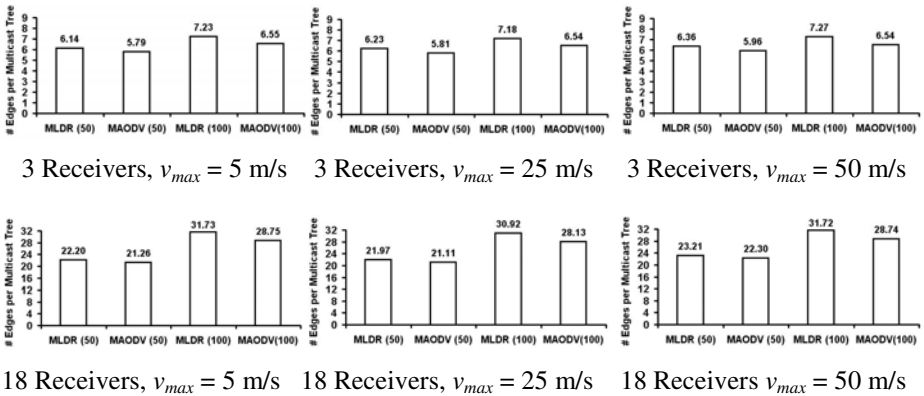 # Edges per Multicast Tree
9
8
7
6
5
4
3
2
1
0
6.14
5.79
7.23
6.55
MLDR (50)
MAODV (50)
MLDR (100)
MAODV(100)
3 Receivers, vmax = 5 m/s
# Edges per Multicast Tree
9
8
7
6
5
4
3
2
1
0
6.23
5.81
7.18
6.54
MLDR (50)
MAODV (50)
MLDR (100)
MAODV(100)
3 Receivers, vmax = 25 m/s
# Edges per Multicast Tree
9
8
7
6
5
4
3
2
1
0
6.36
5.96
7.27
6.54
MLDR (50)
MAODV (50)
MLDR (100)
MAODV(100)
3 Receivers, vmax = 50 m/s
# Edges per Multicast Tree
32
28
24
20
16
12
8
4
0
22.20
21.26
31.73
28.75
MLDR (50)
MAODV (50)
MLDR (100)
MAODV(100)
18 Receivers, vmax = 5 m/s
# Edges per Multicast Tree
32
28
24
20
16
12
8
4
0
21.97
21.11
30.92
28.13
MLDR (50)
MAODV (50)
MLDR (100)
MAODV(100)
18 Receivers, vmax = 25 m/s
# Edges per Multicast Tree
32
28
24
20
16
12
8
4
0
23.21
22.30
31.72
28.74
MLDR (50)
MAODV (50)
MLDR (100)
MAODV(100)
18 Receivers vmax = 50 m/s